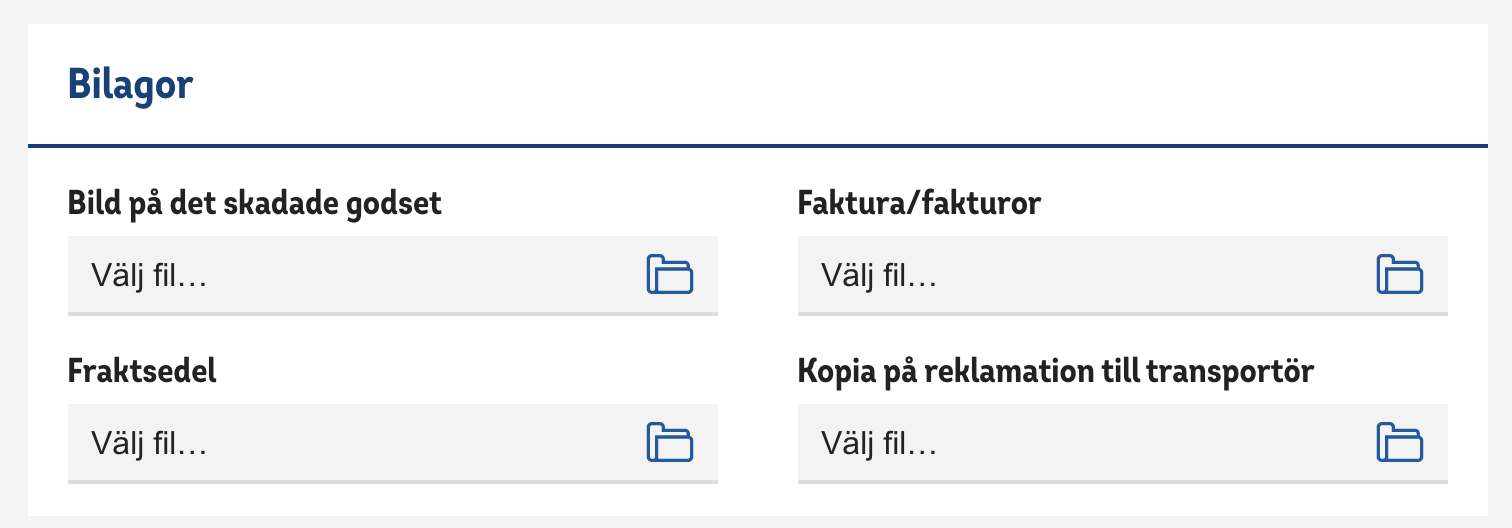 Bilagor
Bild på det skadade godset
Faktura/fakturor
Välj fil…
Välj fil…
Fraktsedel
Kopia på reklamation till transportör
Välj fil…
Välj fil…